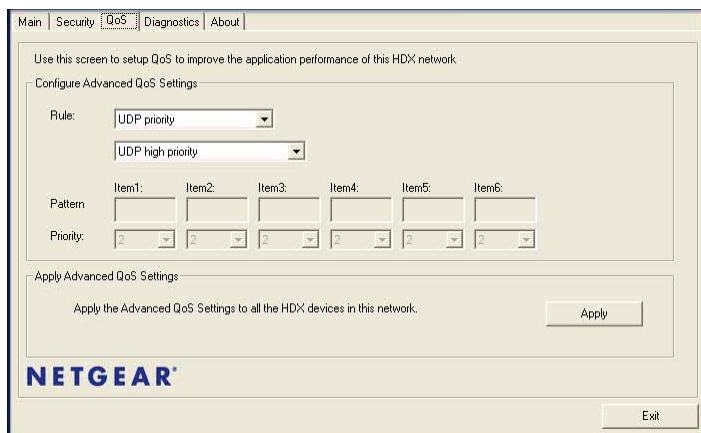 Main Security QoS Diagnostics About
Use this screen to setup QoS to improve the application performance of this HDX network
Configure Advanced QoS Settings
Rule: UDP priority
UDP high priority
Item1: Item2: Item3: Item4: Item5: Item6:
Pattern
Priority: 2 2 2 2 2 2
Apply Advanced QoS Settings
Apply the Advanced QoS Settings to all the HDX devices in this network.
Apply
NETGEAR®
Exit